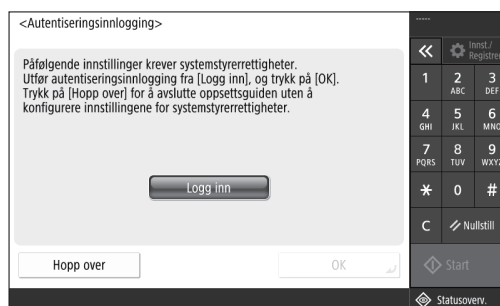 <Autentiseringsinnlogging>
Påfølgende innstillinger krever systemstyrerrettigheter.
Utfør autentiseringsinnlogging fra [Logg inn], og trykk på [OK].
Trykk på [Hopp over] for å avslutte oppsettsguiden uten å
konfigurere innstillingene for systemstyrerrettigheter.
Logg inn
Hopp over
OK
-----
Innst./
Registrer
1 2 3
ABC DEF
4 5 6
GHI JKL MNO
7 8 9
PQRS TUV WXYZ
* 0 #
C Nullstill
Start
Statusoverv.